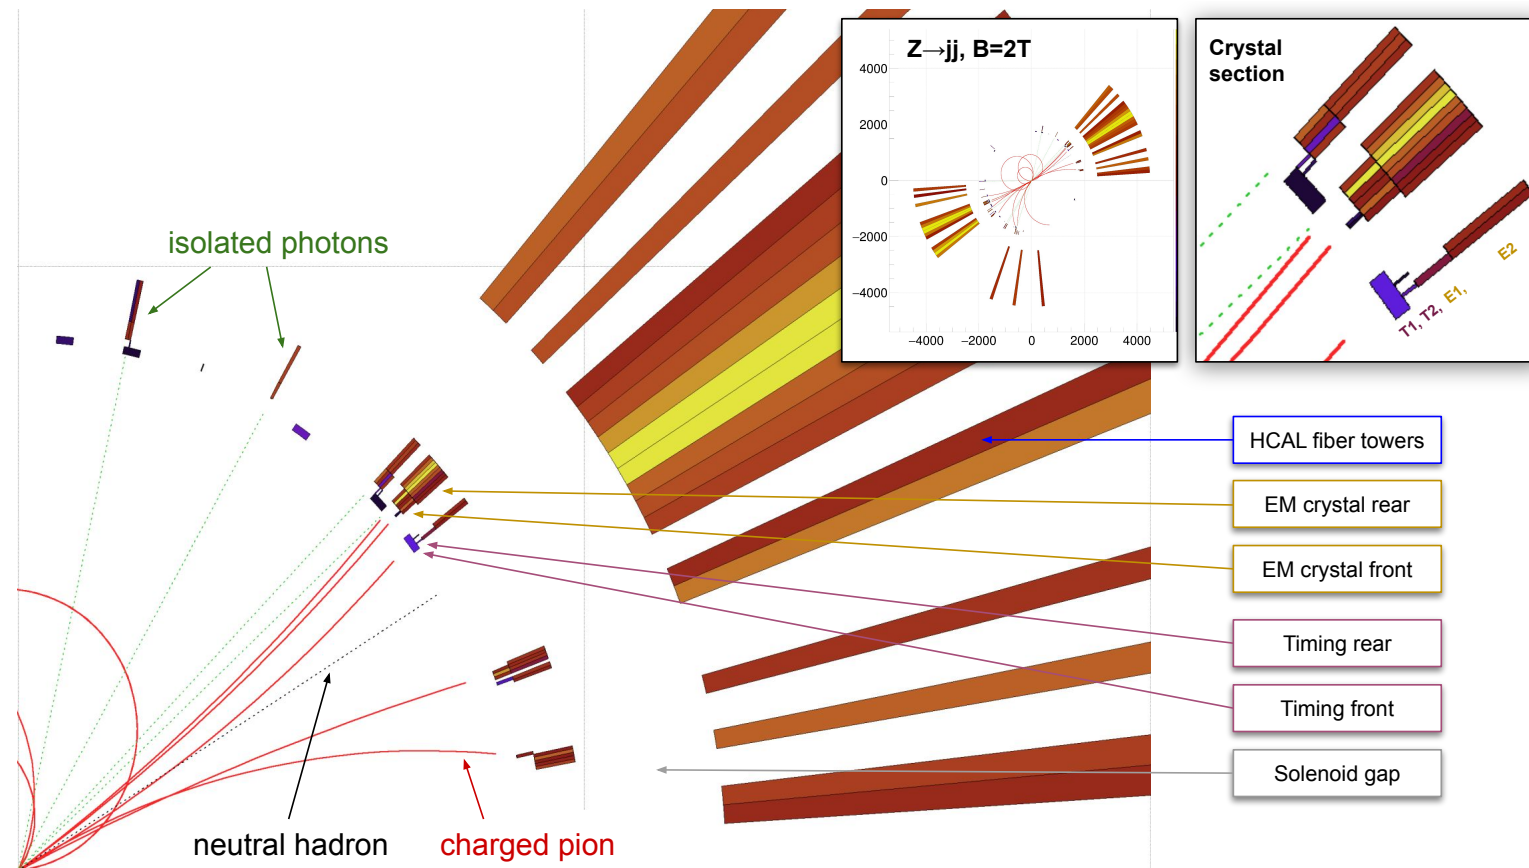 Z→jj, B=2T
4000
2000
0
−2000
−4000
−4000
−2000
0
2000
4000
Crystal
section
E2
E1,
T1, T2,
isolated photons
HCAL fiber towers
EM crystal rear
EM crystal front
Timing rear
Timing front
Solenoid gap
neutral hadron
charged pion